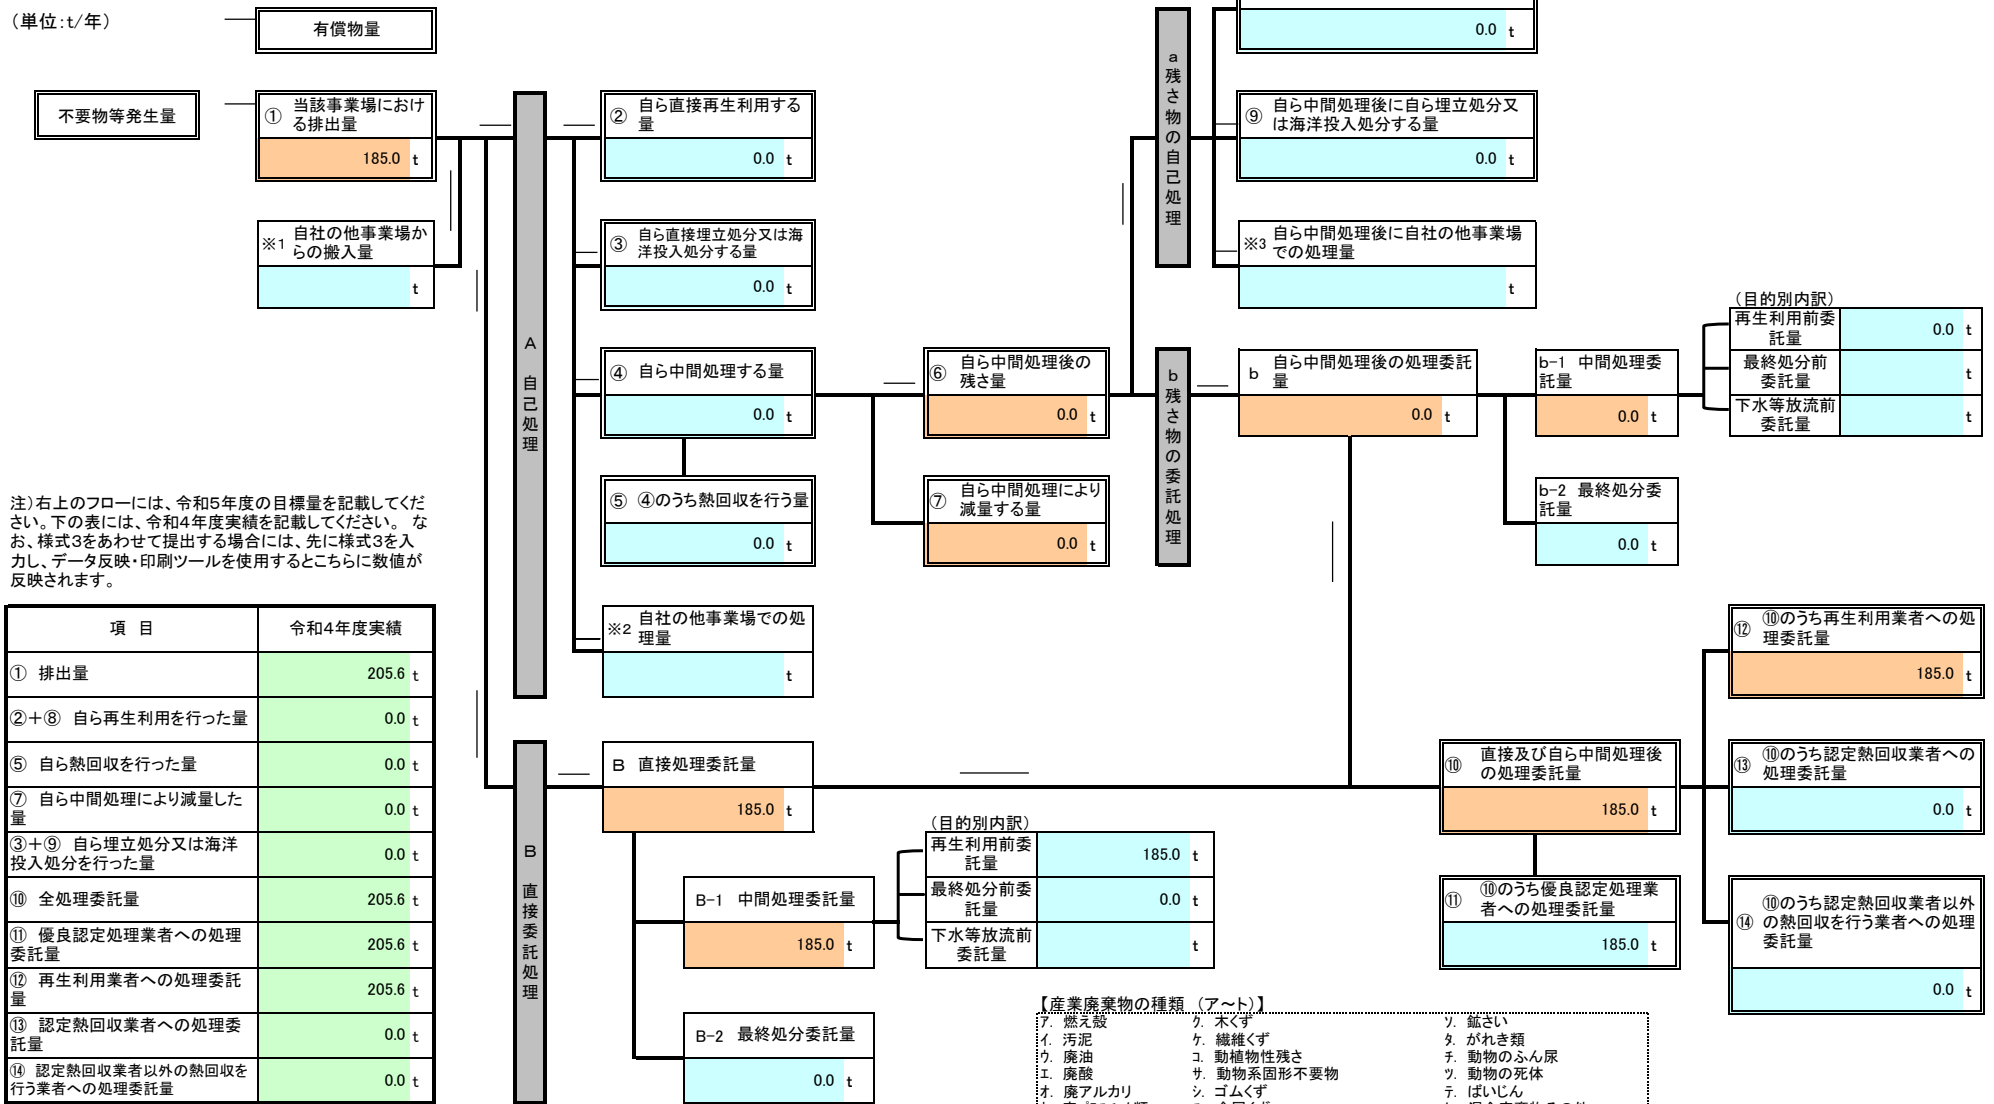 （単位:t/年）
有償物量
不要物等発生量
① 当該事業場におけ
る排出量
185.0 t
※1 自社の他事業場か
らの搬入量
t
A 自己処理
② 自ら直接再生利用する
量
0.0 t
③ 自ら直接埋立処分又は海
洋投入処分する量
0.0 t
④ 自ら中間処理する量
0.0 t
⑤ ④のうち熱回収を行う量
0.0 t
※2 自社の他事業場での処
理量
t
⑥ 自ら中間処理後の
残さ量
0.0 t
⑦ 自ら中間処理により
減量する量
0.0 t
a 残さ物の自己処理
0.0 t
⑨ 自ら中間処理後に自ら埋立処分又
は海洋投入処分する量
0.0 t
※3 自ら中間処理後に自社の他事業場
での処理量
t
b 残さ物の委託処理
b 自ら中間処理後の処理委託
量
0.0 t
b-1 中間処理委
託量
0.0 t
b-2 最終処分委
託量
0.0 t
（目的別内訳）
再生利用前委
託量
0.0 t
最終処分前
委託量
t
下水等放流前
委託量
t
注）右上のフローには、令和5年度の目標量を記載してくだ
さい。下の表には、令和4年度実績を記載してください。 な
お、様式3をあわせて提出する場合には、先に様式3を入
力し、データ反映・印刷ツールを使用するとこちらに数値が
反映されます。
項 目 令和4年度実績
① 排出量 205.6 t
②＋⑧ 自ら再生利用を行った量 0.0 t
⑤ 自ら熱回収を行った量 0.0 t
⑦ 自ら中間処理により減量した
量 0.0 t
③＋⑨ 自ら埋立処分又は海洋
投入処分を行った量 0.0 t
⑩ 全処理委託量 205.6 t
⑪ 優良認定処理業者への処理
委託量 205.6 t
⑫ 再生利用業者への処理委託
量 205.6 t
⑬ 認定熱回収業者への処理委
託量 0.0 t
⑭ 認定熱回収業者以外の熱回収を
行う業者への処理委託量 0.0 t
B 直接委託処理
B 直接処理委託量
185.0 t
B-1 中間処理委託量
185.0 t
B-2 最終処分委託量
0.0 t
（目的別内訳）
再生利用前委
託量
185.0 t
最終処分前委
託量
0.0 t
下水等放流前
委託量
t
⑩ 直接及び自ら中間処理後
の処理委託量
185.0 t
⑪ ⑩のうち優良認定処理業
者への処理委託量
185.0 t
⑫ ⑩のうち再生利用業者への処
理委託量
185.0 t
⑬ ⑩のうち認定熱回収業者への
処理委託量
0.0 t
⑭ ⑩のうち認定熱回収業者以外
の熱回収を行う業者への処理
委託量
0.0 t
【産業廃棄物の種類 （ア～ト）】
ア. 燃え殻 ク. 木くず ソ. 鉱さい
イ. 汚泥 ケ. 繊維くず タ. がれき類
ウ. 廃油 コ. 動植物性残さ チ. 動物のふん尿
エ. 廃酸 サ. 動物系固形不要物 ツ. 動物の死体
オ. 廃アルカリ シ. ゴムくず テ. ばいじん